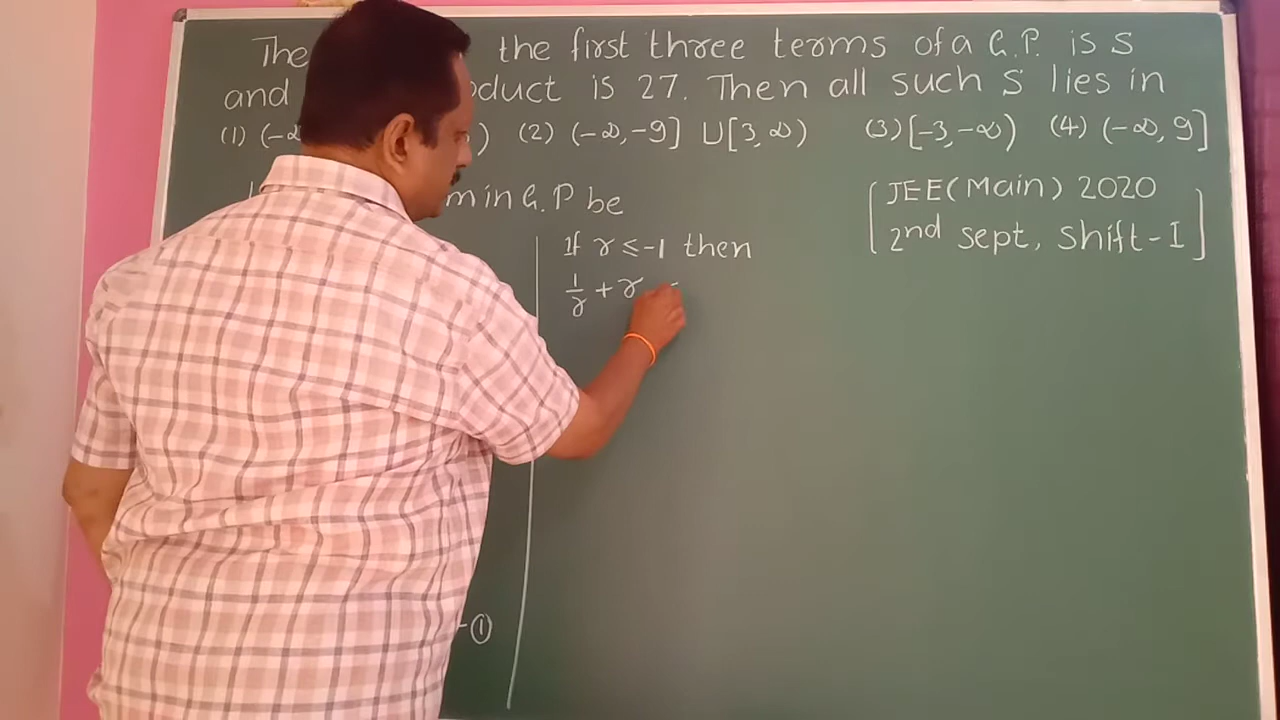 The the first three terms of a G.P. is S
and oduct is 27. Then all such S lies in
(1) (-∞ ) (2) (-∞, -9] ∪ [3, ∞) (3) [-3, -∞) (4) (-∞, 9]
m in G.P be
[JEE(Main) 2020
2nd sept, Shift-I]
If r ≤ -1 then
1/r + r
- ①